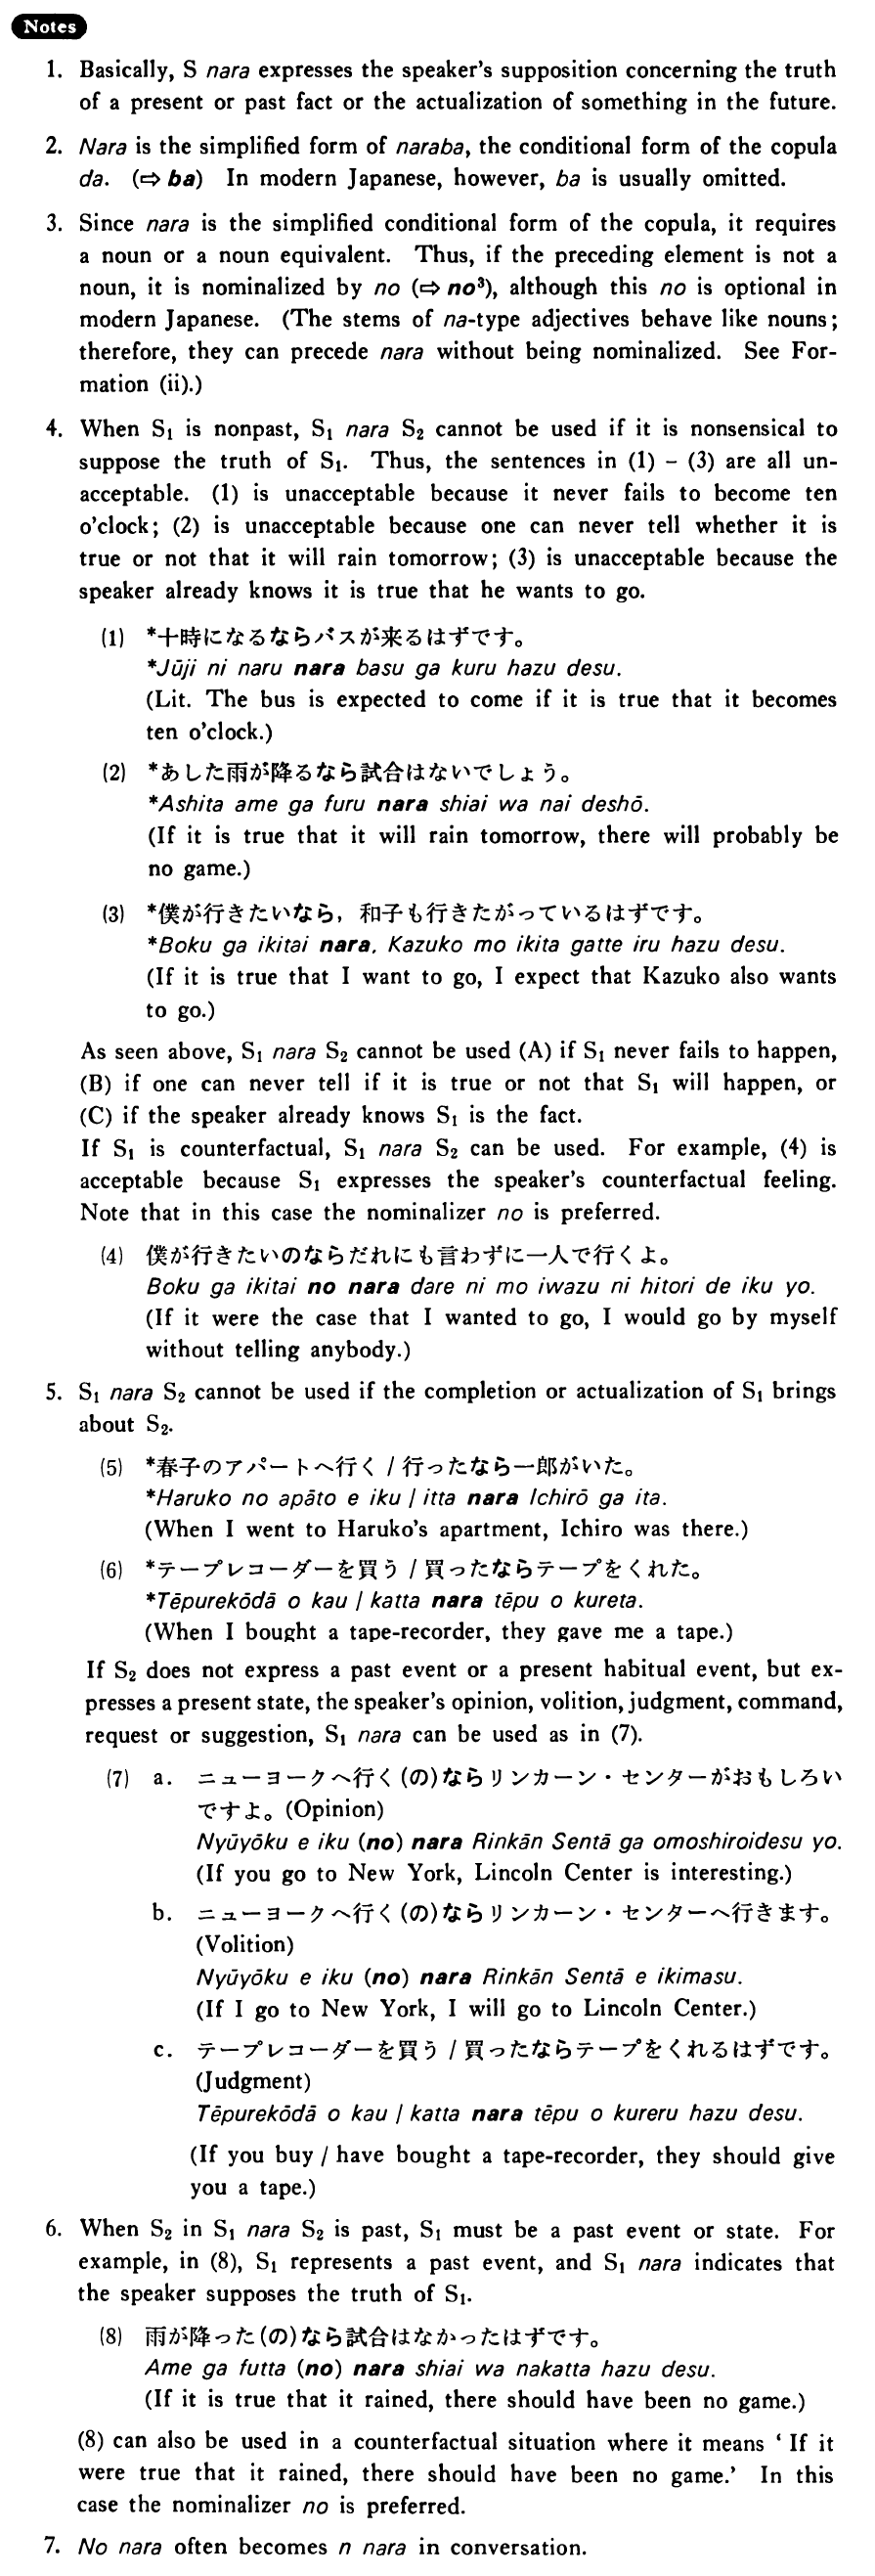 Notes
1. Basically, S nara expresses the speaker's supposition concerning the truth
of a present or past fact or the actualization of something in the future.
2. Nara is the simplified form of naraba, the conditional form of the copula
da. (⇨ ba) In modern Japanese, however, ba is usually omitted.
3. Since nara is the simplified conditional form of the copula, it requires
a noun or a noun equivalent. Thus, if the preceding element is not a
noun, it is nominalized by no (⇨ no³), although this no is optional in
modern Japanese. (The stems of na-type adjectives behave like nouns;
therefore, they can precede nara without being nominalized. See For-
mation (ii).)
4. When S₁ is nonpast, S₁ nara S₂ cannot be used if it is nonsensical to
suppose the truth of S₁. Thus, the sentences in (1) – (3) are all un-
acceptable. (1) is unacceptable because it never fails to become ten
o'clock; (2) is unacceptable because one can never tell whether it is
true or not that it will rain tomorrow; (3) is unacceptable because the
speaker already knows it is true that he wants to go.
(1) *十時になるならバスが来るはずです。
*Jūji ni naru nara basu ga kuru hazu desu.
(Lit. The bus is expected to come if it is true that it becomes
ten o'clock.)
(2) *あした雨が降るなら試合はないでしょう。
*Ashita ame ga furu nara shiai wa nai deshō.
(If it is true that it will rain tomorrow, there will probably be
no game.)
(3) *僕が行きたいなら，和子も行きたがっているはずです。
*Boku ga ikitai nara, Kazuko mo ikita gatte iru hazu desu.
(If it is true that I want to go, I expect that Kazuko also wants
to go.)
As seen above, S₁ nara S₂ cannot be used (A) if S₁ never fails to happen,
(B) if one can never tell if it is true or not that S₁ will happen, or
(C) if the speaker already knows S₁ is the fact.
If S₁ is counterfactual, S₁ nara S₂ can be used. For example, (4) is
acceptable because S₁ expresses the speaker's counterfactual feeling.
Note that in this case the nominalizer no is preferred.
(4) 僕が行きたいのならだれにも言わずに一人で行くよ。
Boku ga ikitai no nara dare ni mo iwazu ni hitori de iku yo.
(If it were the case that I wanted to go, I would go by myself
without telling anybody.)
5. S₁ nara S₂ cannot be used if the completion or actualization of S₁ brings
about S₂.
(5) *春子のアパートへ行く / 行ったなら一郎がいた。
*Haruko no apāto e iku / itta nara Ichirō ga ita.
(When I went to Haruko's apartment, Ichiro was there.)
(6) *テープレコーダーを買う / 買ったならテープをくれた。
*Tēpurekōdā o kau / katta nara tēpu o kureta.
(When I bought a tape-recorder, they gave me a tape.)
If S₂ does not express a past event or a present habitual event, but ex-
presses a present state, the speaker's opinion, volition, judgment, command,
request or suggestion, S₁ nara can be used as in (7).
(7) a. ニューヨークへ行く(の)ならリンカーン・センターがおもしろい
ですよ。(Opinion)
Nyūyōku e iku (no) nara Rinkān Sentā ga omoshiroidesu yo.
(If you go to New York, Lincoln Center is interesting.)
b. ニューヨークへ行く(の)ならリンカーン・センターへ行きます。
(Volition)
Nyūyōku e iku (no) nara Rinkān Sentā e ikimasu.
(If I go to New York, I will go to Lincoln Center.)
c. テープレコーダーを買う / 買ったならテープをくれるはずです。
(Judgment)
Tēpurekōdā o kau / katta nara tēpu o kureru hazu desu.
(If you buy / have bought a tape-recorder, they should give
you a tape.)
6. When S₂ in S₁ nara S₂ is past, S₁ must be a past event or state. For
example, in (8), S₁ represents a past event, and S₁ nara indicates that
the speaker supposes the truth of S₁.
(8) 雨が降った(の)なら試合はなかったはずです。
Ame ga futta (no) nara shiai wa nakatta hazu desu.
(If it is true that it rained, there should have been no game.)
(8) can also be used in a counterfactual situation where it means ‘If it
were true that it rained, there should have been no game.’ In this
case the nominalizer no is preferred.
7. No nara often becomes n nara in conversation.